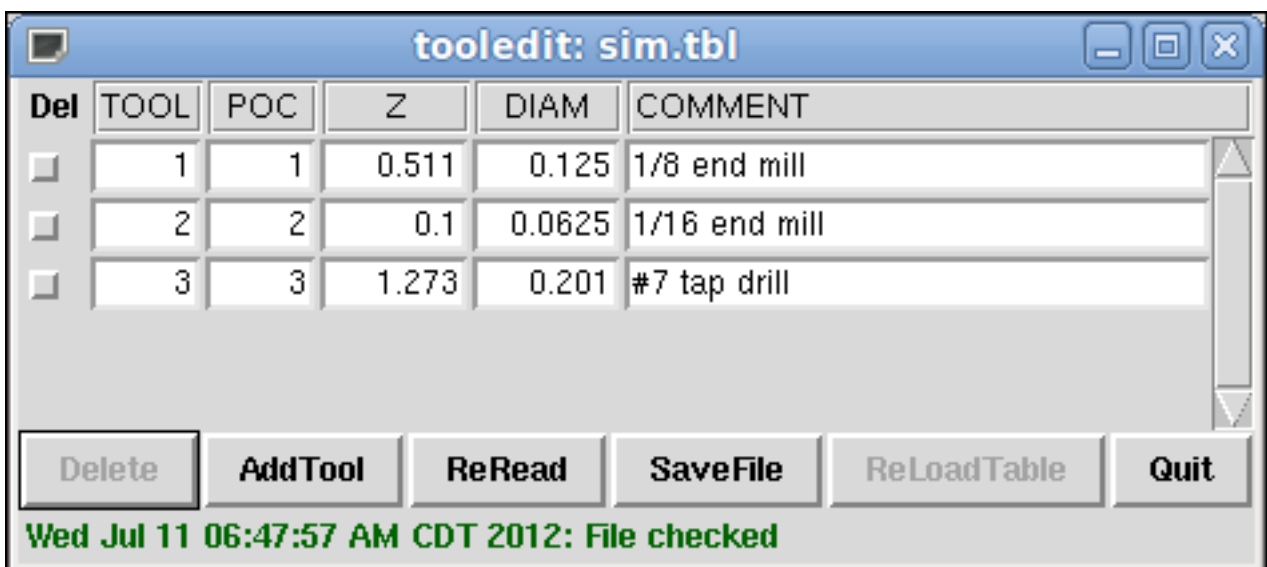 tooledit: sim.tbl
Del TOOL POC Z DIAM COMMENT
1 1 0.511 0.125 1/8 end mill
2 2 0.1 0.0625 1/16 end mill
3 3 1.273 0.201 #7 tap drill
Delete AddTool ReRead SaveFile ReLoadTable Quit
Wed Jul 11 06:47:57 AM CDT 2012: File checked